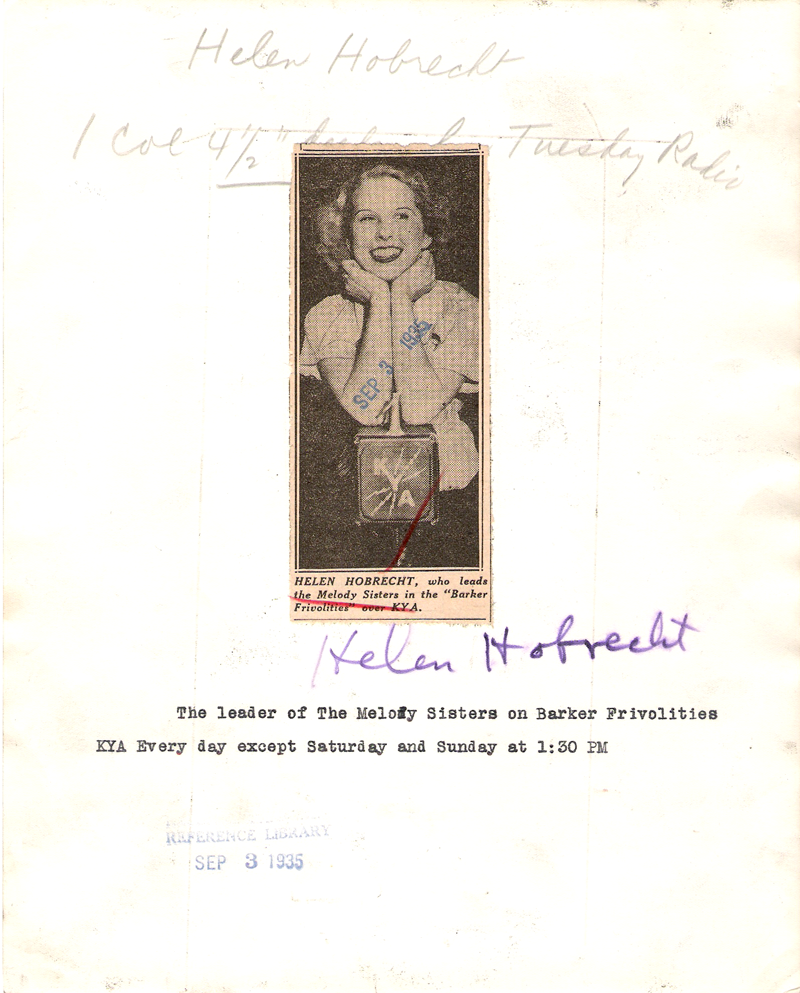 Helen Hobrecht
1 Col 4 1/2" Tuesday Radio
SEP 3 1935
K Y A
HELEN HOBRECHT, who leads
the Melody Sisters in the "Barker
Frivolities" over KYA.
Helen Hobrecht
The leader of The Melody Sisters on Barker Frivolities
KYA Every day except Saturday and Sunday at 1:30 PM
REFERENCE LIBRARY
SEP 3 1935